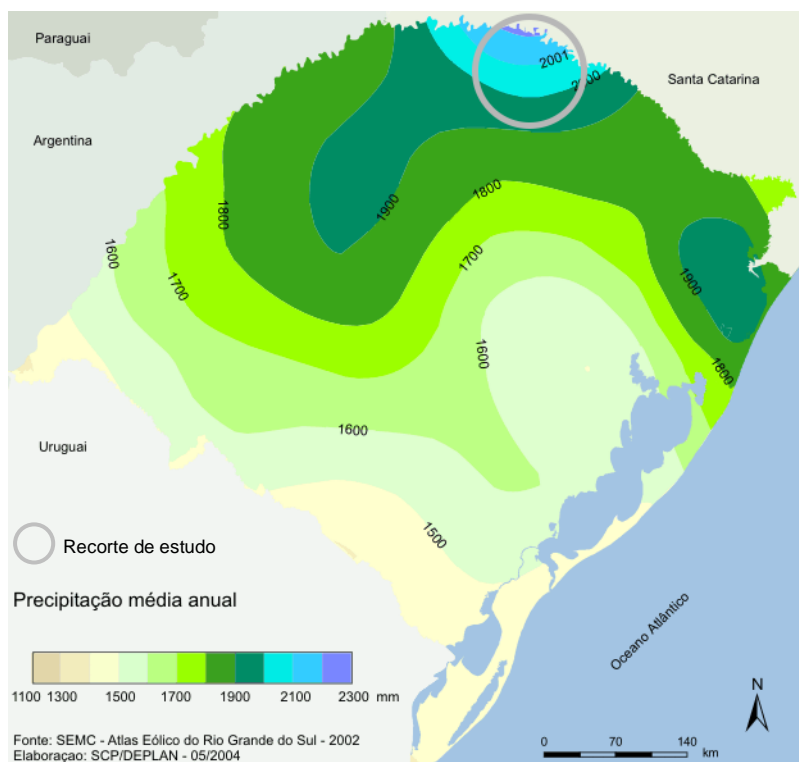 Paraguai
Santa Catarina
Argentina
2001
2000
1900
1800
1800
1700
1600
1700
1900
1600
1800
1600
Uruguai
1500
Recorte de estudo
Precipitação média anual
1100 1300 1500 1700 1900 2100 2300 mm
Oceano Atlântico
N
0 70 140
km
Fonte: SEMC - Atlas Eólico do Rio Grande do Sul - 2002
Elaboraçao: SCP/DEPLAN - 05/2004